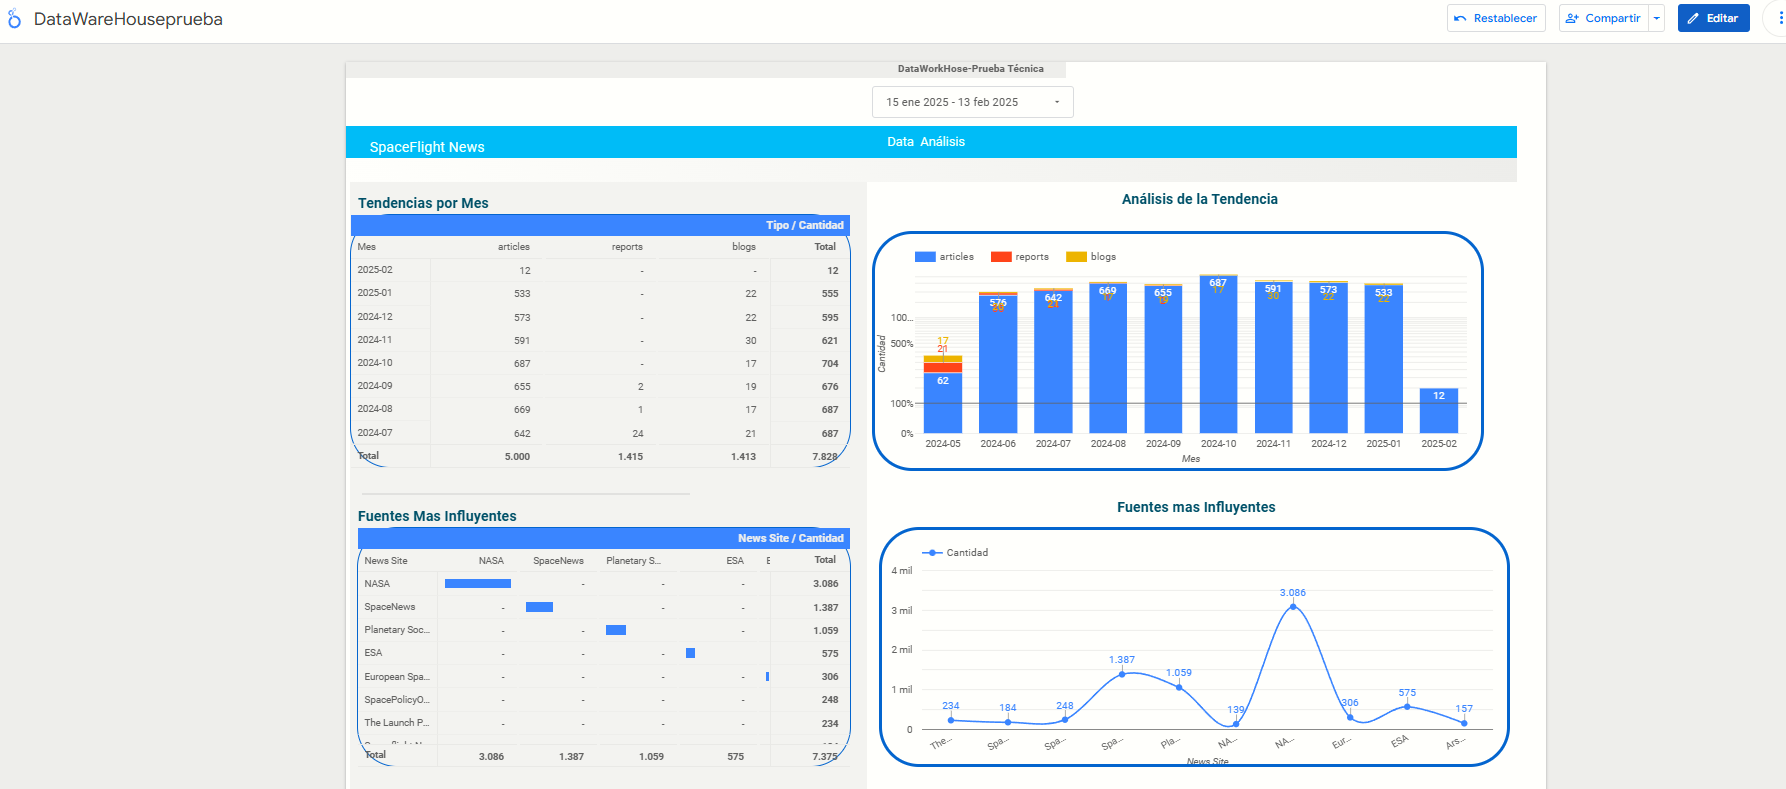 DataWareHouseprueba
Restablecer
Compartir
Editar
DataWorkHose-Prueba Técnica
15 ene 2025 - 13 feb 2025
SpaceFlight News
Data Análisis
Tendencias por Mes
Tipo / Cantidad
Mes articles reports blogs Total
2025-02 12 - - 12
2025-01 533 - 22 555
2024-12 573 - 22 595
2024-11 591 - 30 621
2024-10 687 - 17 704
2024-09 655 2 19 676
2024-08 669 1 17 687
2024-07 642 24 21 687
Total 5.000 1.415 1.413 7.828
Análisis de la Tendencia
articles reports blogs
100...
500%
100%
0%
Cantidad
17
21
62
576
20
642
21
669
17
655
19
687
17
591
30
573
22
533
22
12
2024-05 2024-06 2024-07 2024-08 2024-09 2024-10 2024-11 2024-12 2025-01 2025-02
Mes
Fuentes Mas Influyentes
News Site / Cantidad
News Site NASA SpaceNews Planetary S... ESA E Total
NASA - - - 3.086
SpaceNews - - - 1.387
Planetary Soc... - - - 1.059
ESA - - - 575
European Spa... - - - - 306
SpacePolicyO... - - - - 248
The Launch P... - - - - 234
Total 3.086 1.387 1.059 575 7.375
Fuentes mas Influyentes
Cantidad
4 mil
3 mil
2 mil
1 mil
0
234 184 248 1.387 1.059 139 3.086 306 575 157
The... Spa... Spa... Spa... Pla... NA... NA... Eur... ESA Ars...
News Site